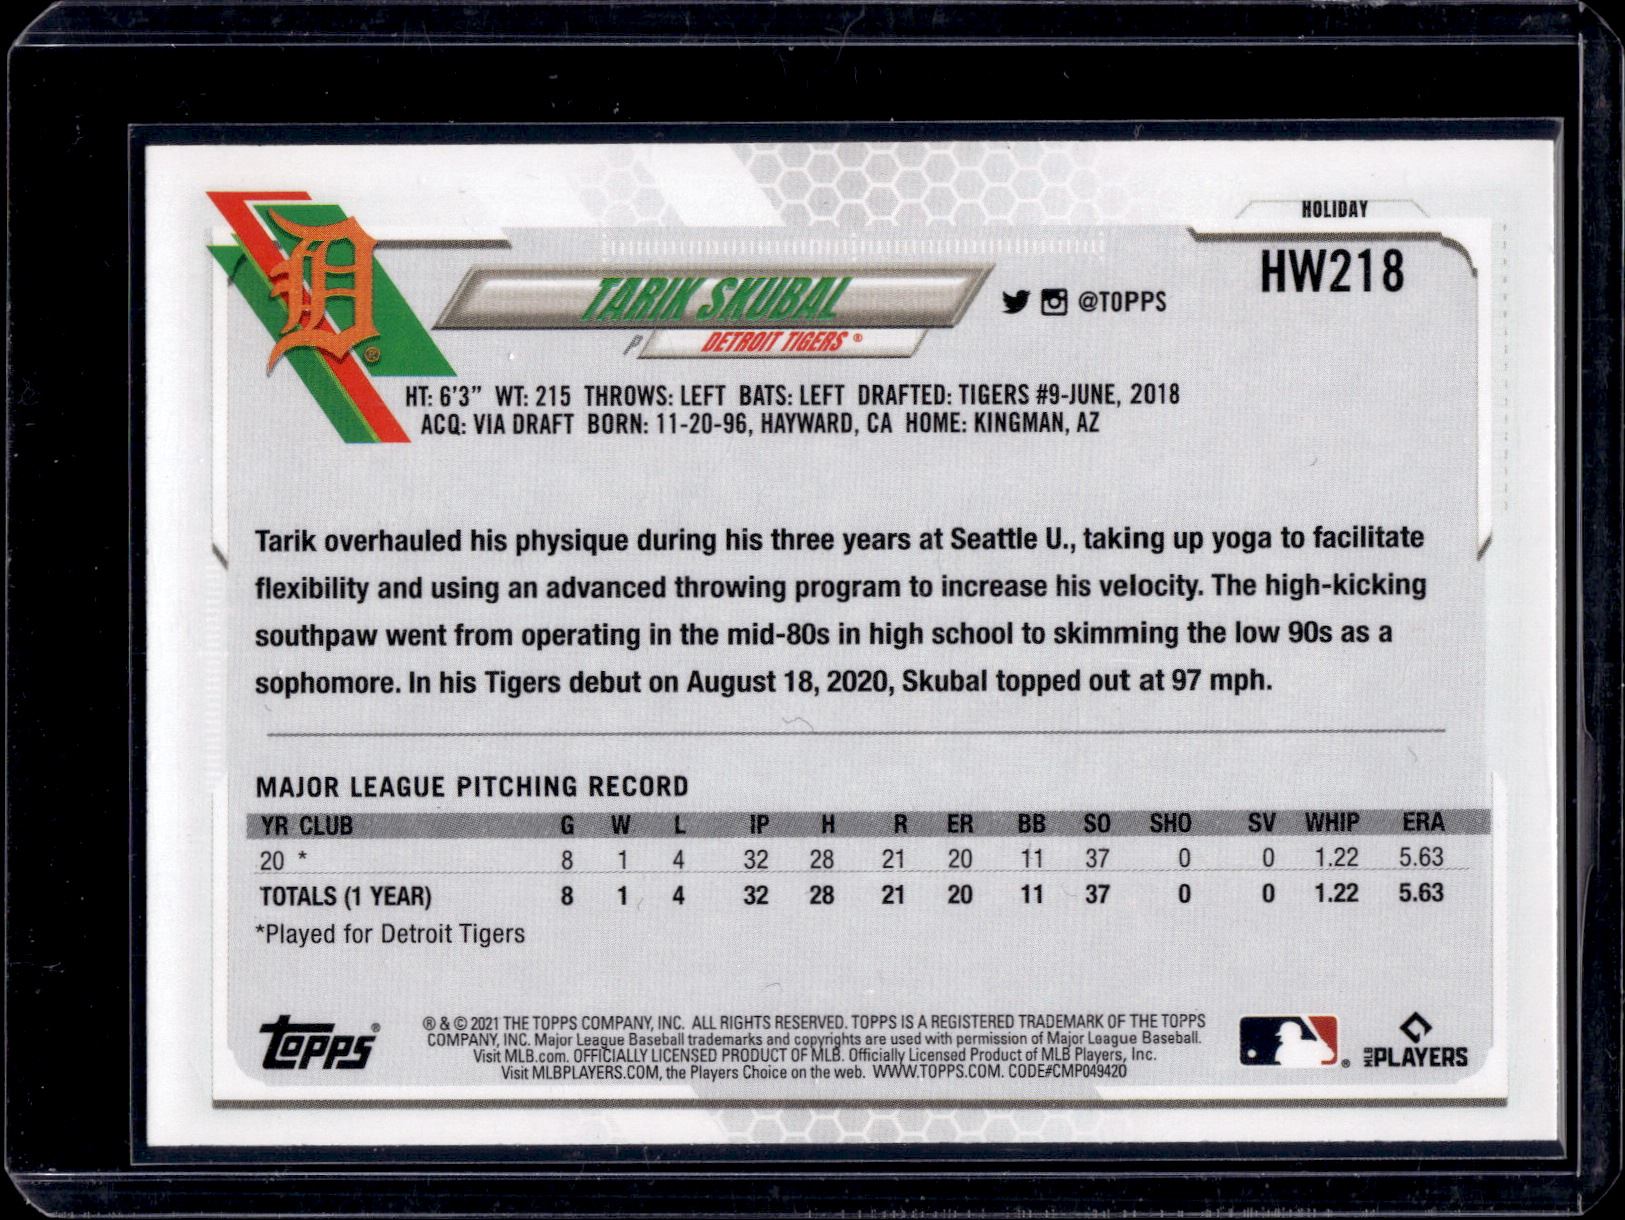 HOLIDAY
HW218
D
®
TARIK SKUBAL
@TOPPS
P DETROIT TIGERS ®
HT: 6'3" WT: 215 THROWS: LEFT BATS: LEFT DRAFTED: TIGERS #9-JUNE, 2018
ACQ: VIA DRAFT BORN: 11-20-96, HAYWARD, CA HOME: KINGMAN, AZ
Tarik overhauled his physique during his three years at Seattle U., taking up yoga to facilitate
flexibility and using an advanced throwing program to increase his velocity. The high-kicking
southpaw went from operating in the mid-80s in high school to skimming the low 90s as a
sophomore. In his Tigers debut on August 18, 2020, Skubal topped out at 97 mph.
MAJOR LEAGUE PITCHING RECORD
YR CLUB G W L IP H R ER BB SO SHO SV WHIP ERA
20 * 8 1 4 32 28 21 20 11 37 0 0 1.22 5.63
TOTALS (1 YEAR) 8 1 4 32 28 21 20 11 37 0 0 1.22 5.63
*Played for Detroit Tigers
Topps®
® & © 2021 THE TOPPS COMPANY, INC. ALL RIGHTS RESERVED. TOPPS IS A REGISTERED TRADEMARK OF THE TOPPS
COMPANY, INC. Major League Baseball trademarks and copyrights are used with permission of Major League Baseball.
Visit MLB.com. OFFICIALLY LICENSED PRODUCT OF MLB. Officially Licensed Product of MLB Players, Inc.
Visit MLBPLAYERS.COM, the Players Choice on the web. WWW.TOPPS.COM. CODE#CMP049420
®
MLB PLAYERS